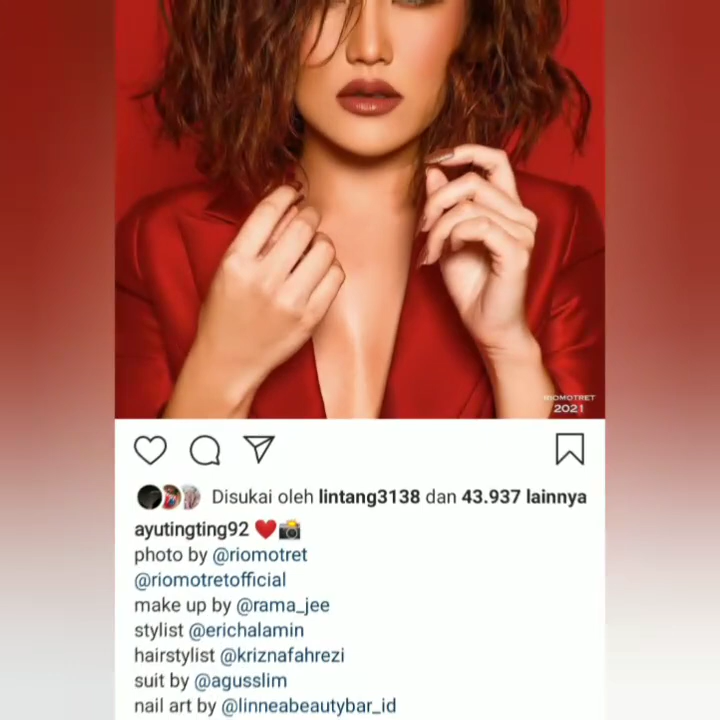 RIOMOTRET
2021
Disukai oleh lintang3138 dan 43.937 lainnya
ayutingting92 ❤️📸
photo by @riomotret
@riomotretofficial
make up by @rama_jee
stylist @erichalamin
hairstylist @kriznafahrezi
suit by @agusslim
nail art by @linneabeautybar_id